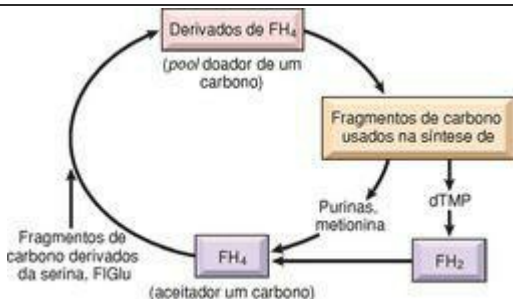 Derivados de FH₄
(pool doador de um
carbono)
Fragmentos de carbono
usados na síntese de
Purinas,
metionina
dTMP
Fragmentos de
carbono derivados
da serina, FIGlu
FH₄
FH₂
(aceitador um carbono)